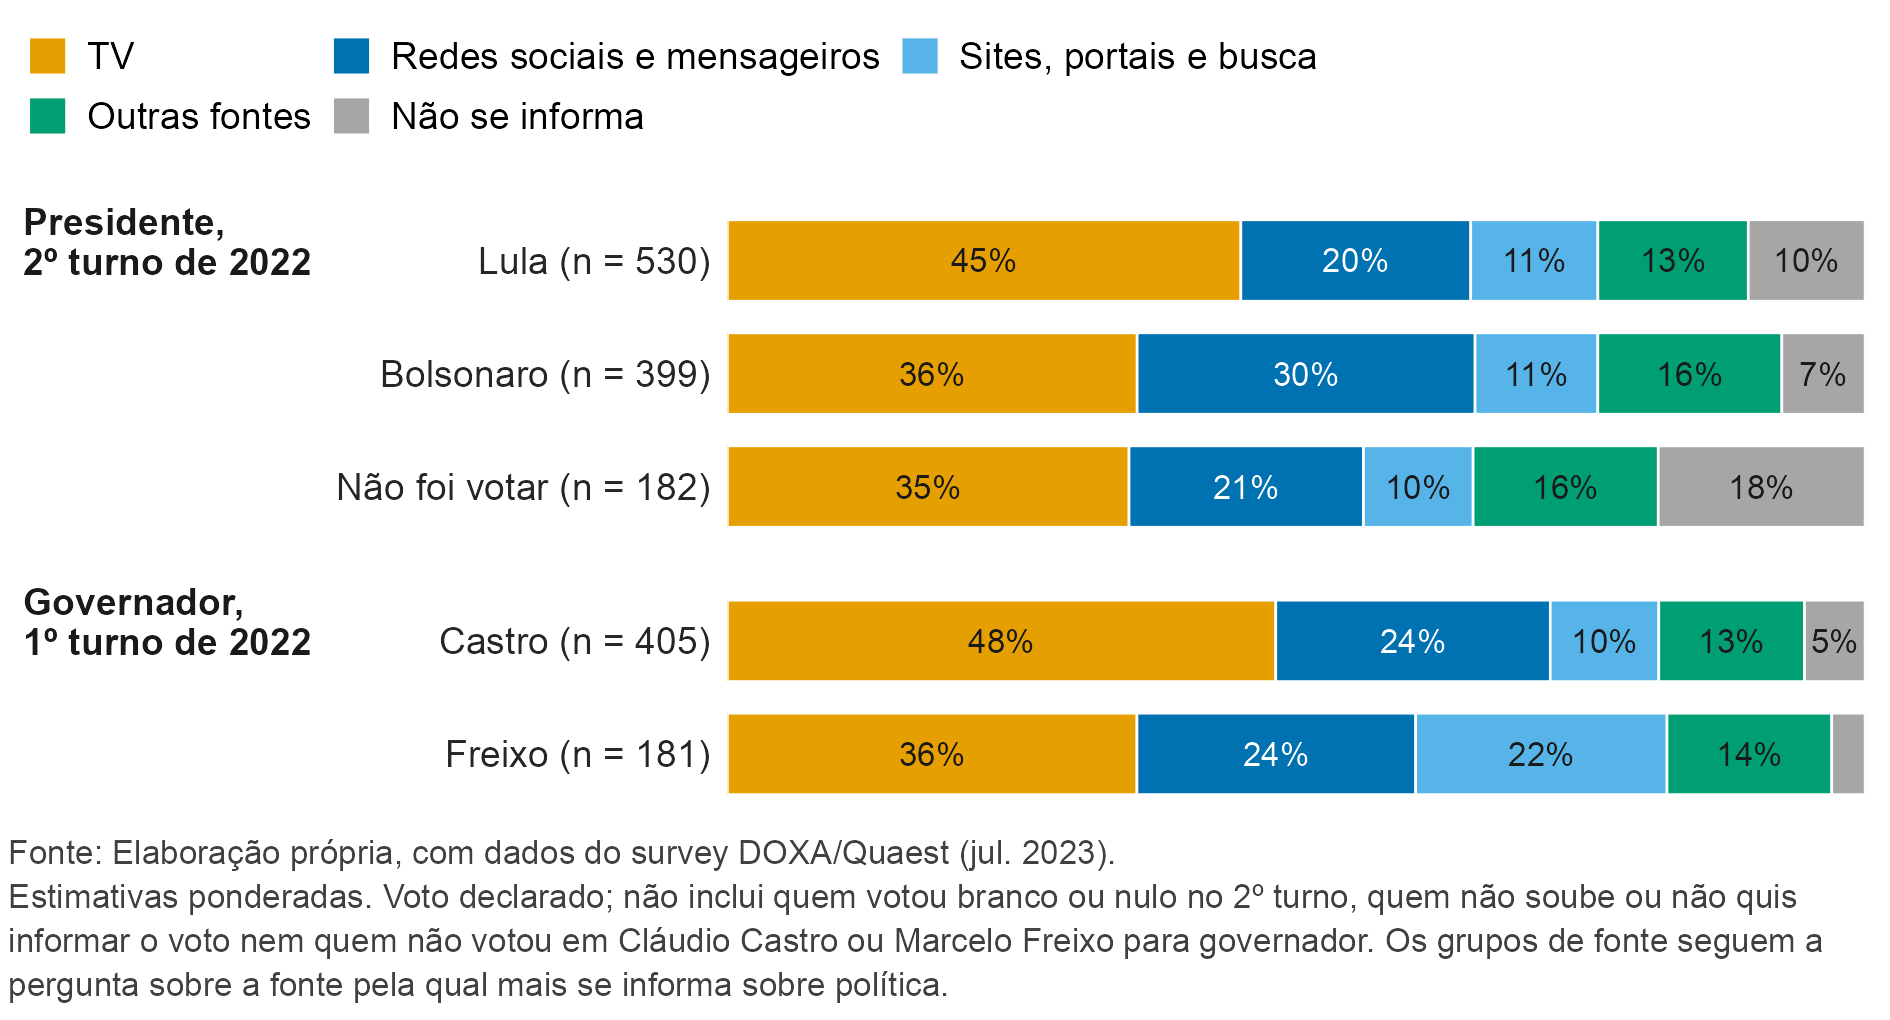 TV Redes sociais e mensageiros Sites, portais e busca
Outras fontes Não se informa
Presidente,
2º turno de 2022
Lula (n = 530) 45% 20% 11% 13% 10%
Bolsonaro (n = 399) 36% 30% 11% 16% 7%
Não foi votar (n = 182) 35% 21% 10% 16% 18%
Governador,
1º turno de 2022
Castro (n = 405) 48% 24% 10% 13% 5%
Freixo (n = 181) 36% 24% 22% 14%
Fonte: Elaboração própria, com dados do survey DOXA/Quaest (jul. 2023).
Estimativas ponderadas. Voto declarado; não inclui quem votou branco ou nulo no 2º turno, quem não soube ou não quis
informar o voto nem quem não votou em Cláudio Castro ou Marcelo Freixo para governador. Os grupos de fonte seguem a
pergunta sobre a fonte pela qual mais se informa sobre política.